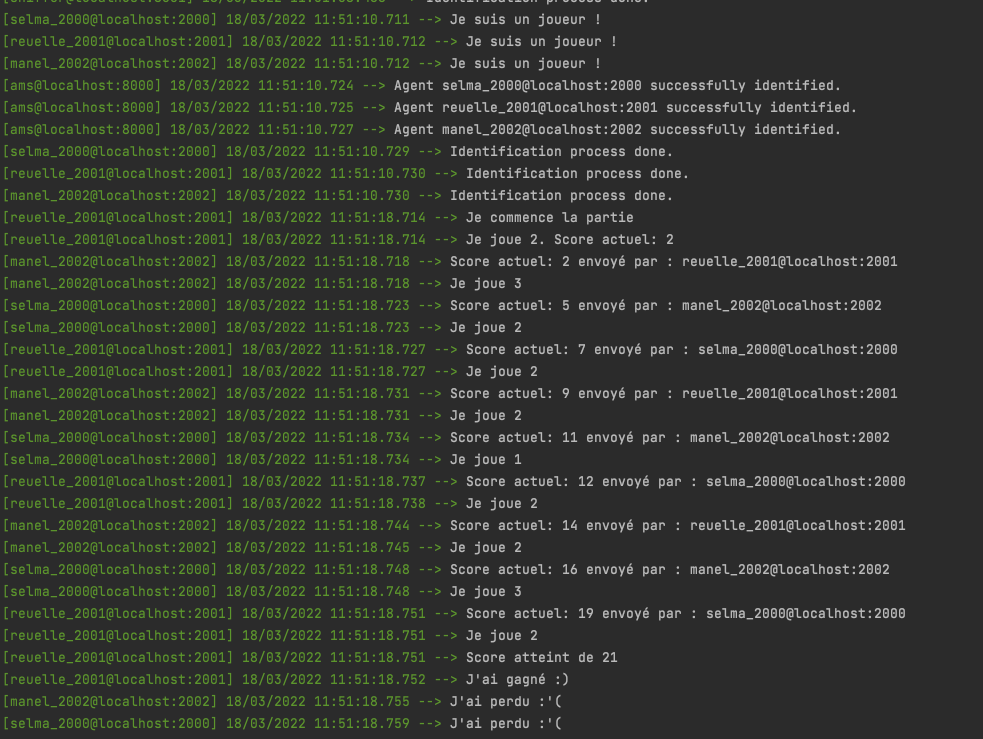 Identification process done.
[selma_2000@localhost:2000] 18/03/2022 11:51:10.711 --> Je suis un joueur !
[reuelle_2001@localhost:2001] 18/03/2022 11:51:10.712 --> Je suis un joueur !
[manel_2002@localhost:2002] 18/03/2022 11:51:10.712 --> Je suis un joueur !
[ams@localhost:8000] 18/03/2022 11:51:10.724 --> Agent selma_2000@localhost:2000 successfully identified.
[ams@localhost:8000] 18/03/2022 11:51:10.725 --> Agent reuelle_2001@localhost:2001 successfully identified.
[ams@localhost:8000] 18/03/2022 11:51:10.727 --> Agent manel_2002@localhost:2002 successfully identified.
[selma_2000@localhost:2000] 18/03/2022 11:51:10.729 --> Identification process done.
[reuelle_2001@localhost:2001] 18/03/2022 11:51:10.730 --> Identification process done.
[manel_2002@localhost:2002] 18/03/2022 11:51:10.730 --> Identification process done.
[reuelle_2001@localhost:2001] 18/03/2022 11:51:18.714 --> Je commence la partie
[reuelle_2001@localhost:2001] 18/03/2022 11:51:18.714 --> Je joue 2. Score actuel: 2
[manel_2002@localhost:2002] 18/03/2022 11:51:18.718 --> Score actuel: 2 envoyé par : reuelle_2001@localhost:2001
[manel_2002@localhost:2002] 18/03/2022 11:51:18.718 --> Je joue 3
[selma_2000@localhost:2000] 18/03/2022 11:51:18.723 --> Score actuel: 5 envoyé par : manel_2002@localhost:2002
[selma_2000@localhost:2000] 18/03/2022 11:51:18.723 --> Je joue 2
[reuelle_2001@localhost:2001] 18/03/2022 11:51:18.727 --> Score actuel: 7 envoyé par : selma_2000@localhost:2000
[reuelle_2001@localhost:2001] 18/03/2022 11:51:18.727 --> Je joue 2
[manel_2002@localhost:2002] 18/03/2022 11:51:18.731 --> Score actuel: 9 envoyé par : reuelle_2001@localhost:2001
[manel_2002@localhost:2002] 18/03/2022 11:51:18.731 --> Je joue 2
[selma_2000@localhost:2000] 18/03/2022 11:51:18.734 --> Score actuel: 11 envoyé par : manel_2002@localhost:2002
[selma_2000@localhost:2000] 18/03/2022 11:51:18.734 --> Je joue 1
[reuelle_2001@localhost:2001] 18/03/2022 11:51:18.737 --> Score actuel: 12 envoyé par : selma_2000@localhost:2000
[reuelle_2001@localhost:2001] 18/03/2022 11:51:18.738 --> Je joue 2
[manel_2002@localhost:2002] 18/03/2022 11:51:18.744 --> Score actuel: 14 envoyé par : reuelle_2001@localhost:2001
[manel_2002@localhost:2002] 18/03/2022 11:51:18.745 --> Je joue 2
[selma_2000@localhost:2000] 18/03/2022 11:51:18.748 --> Score actuel: 16 envoyé par : manel_2002@localhost:2002
[selma_2000@localhost:2000] 18/03/2022 11:51:18.748 --> Je joue 3
[reuelle_2001@localhost:2001] 18/03/2022 11:51:18.751 --> Score actuel: 19 envoyé par : selma_2000@localhost:2000
[reuelle_2001@localhost:2001] 18/03/2022 11:51:18.751 --> Je joue 2
[reuelle_2001@localhost:2001] 18/03/2022 11:51:18.751 --> Score atteint de 21
[reuelle_2001@localhost:2001] 18/03/2022 11:51:18.752 --> J'ai gagné :)
[manel_2002@localhost:2002] 18/03/2022 11:51:18.755 --> J'ai perdu :'(
[selma_2000@localhost:2000] 18/03/2022 11:51:18.759 --> J'ai perdu :'(